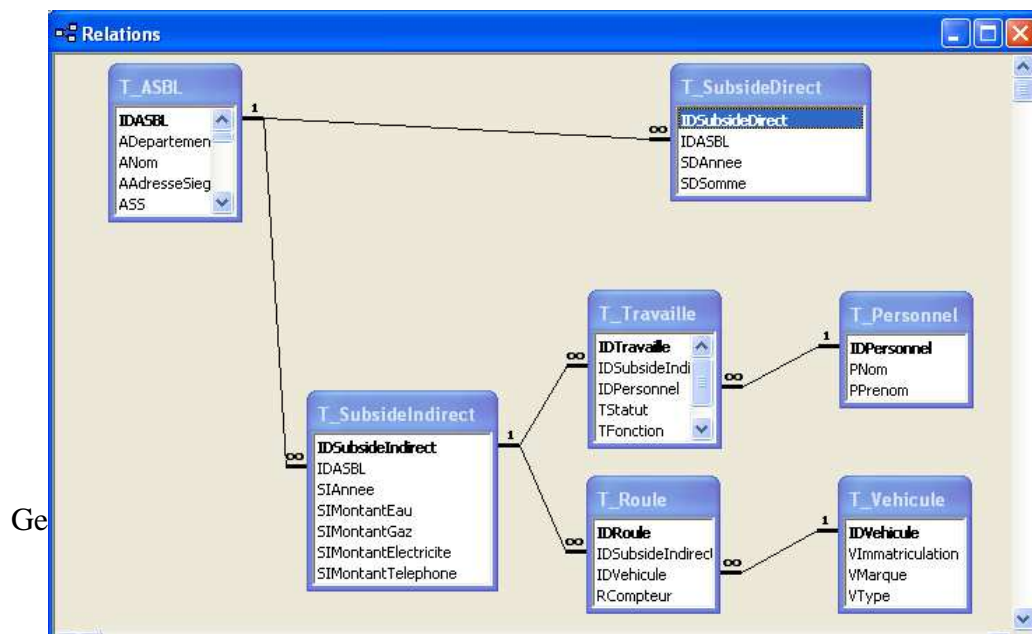 Relations
T_ASBL
IDASBL
ADepartemen
ANom
AAdresseSieg
ASS
1
∞
T_SubsideDirect
IDSubsideDirect
IDASBL
SDAnnee
SDSomme
T_Travaille
IDTravaille
IDSubsideIndi
IDPersonnel
TStatut
TFonction
∞
∞
1
T_Personnel
IDPersonnel
PNom
PPrenom
T_SubsideIndirect
IDSubsideIndirect
IDASBL
SIAnnee
SIMontantEau
SIMontantGaz
SIMontantElectricite
SIMontantTelephone
∞
1
T_Roule
IDRoule
IDSubsideIndirect
IDVehicule
RCompteur
∞
∞
1
T_Vehicule
IDVehicule
VImmatriculation
VMarque
VType
Ge